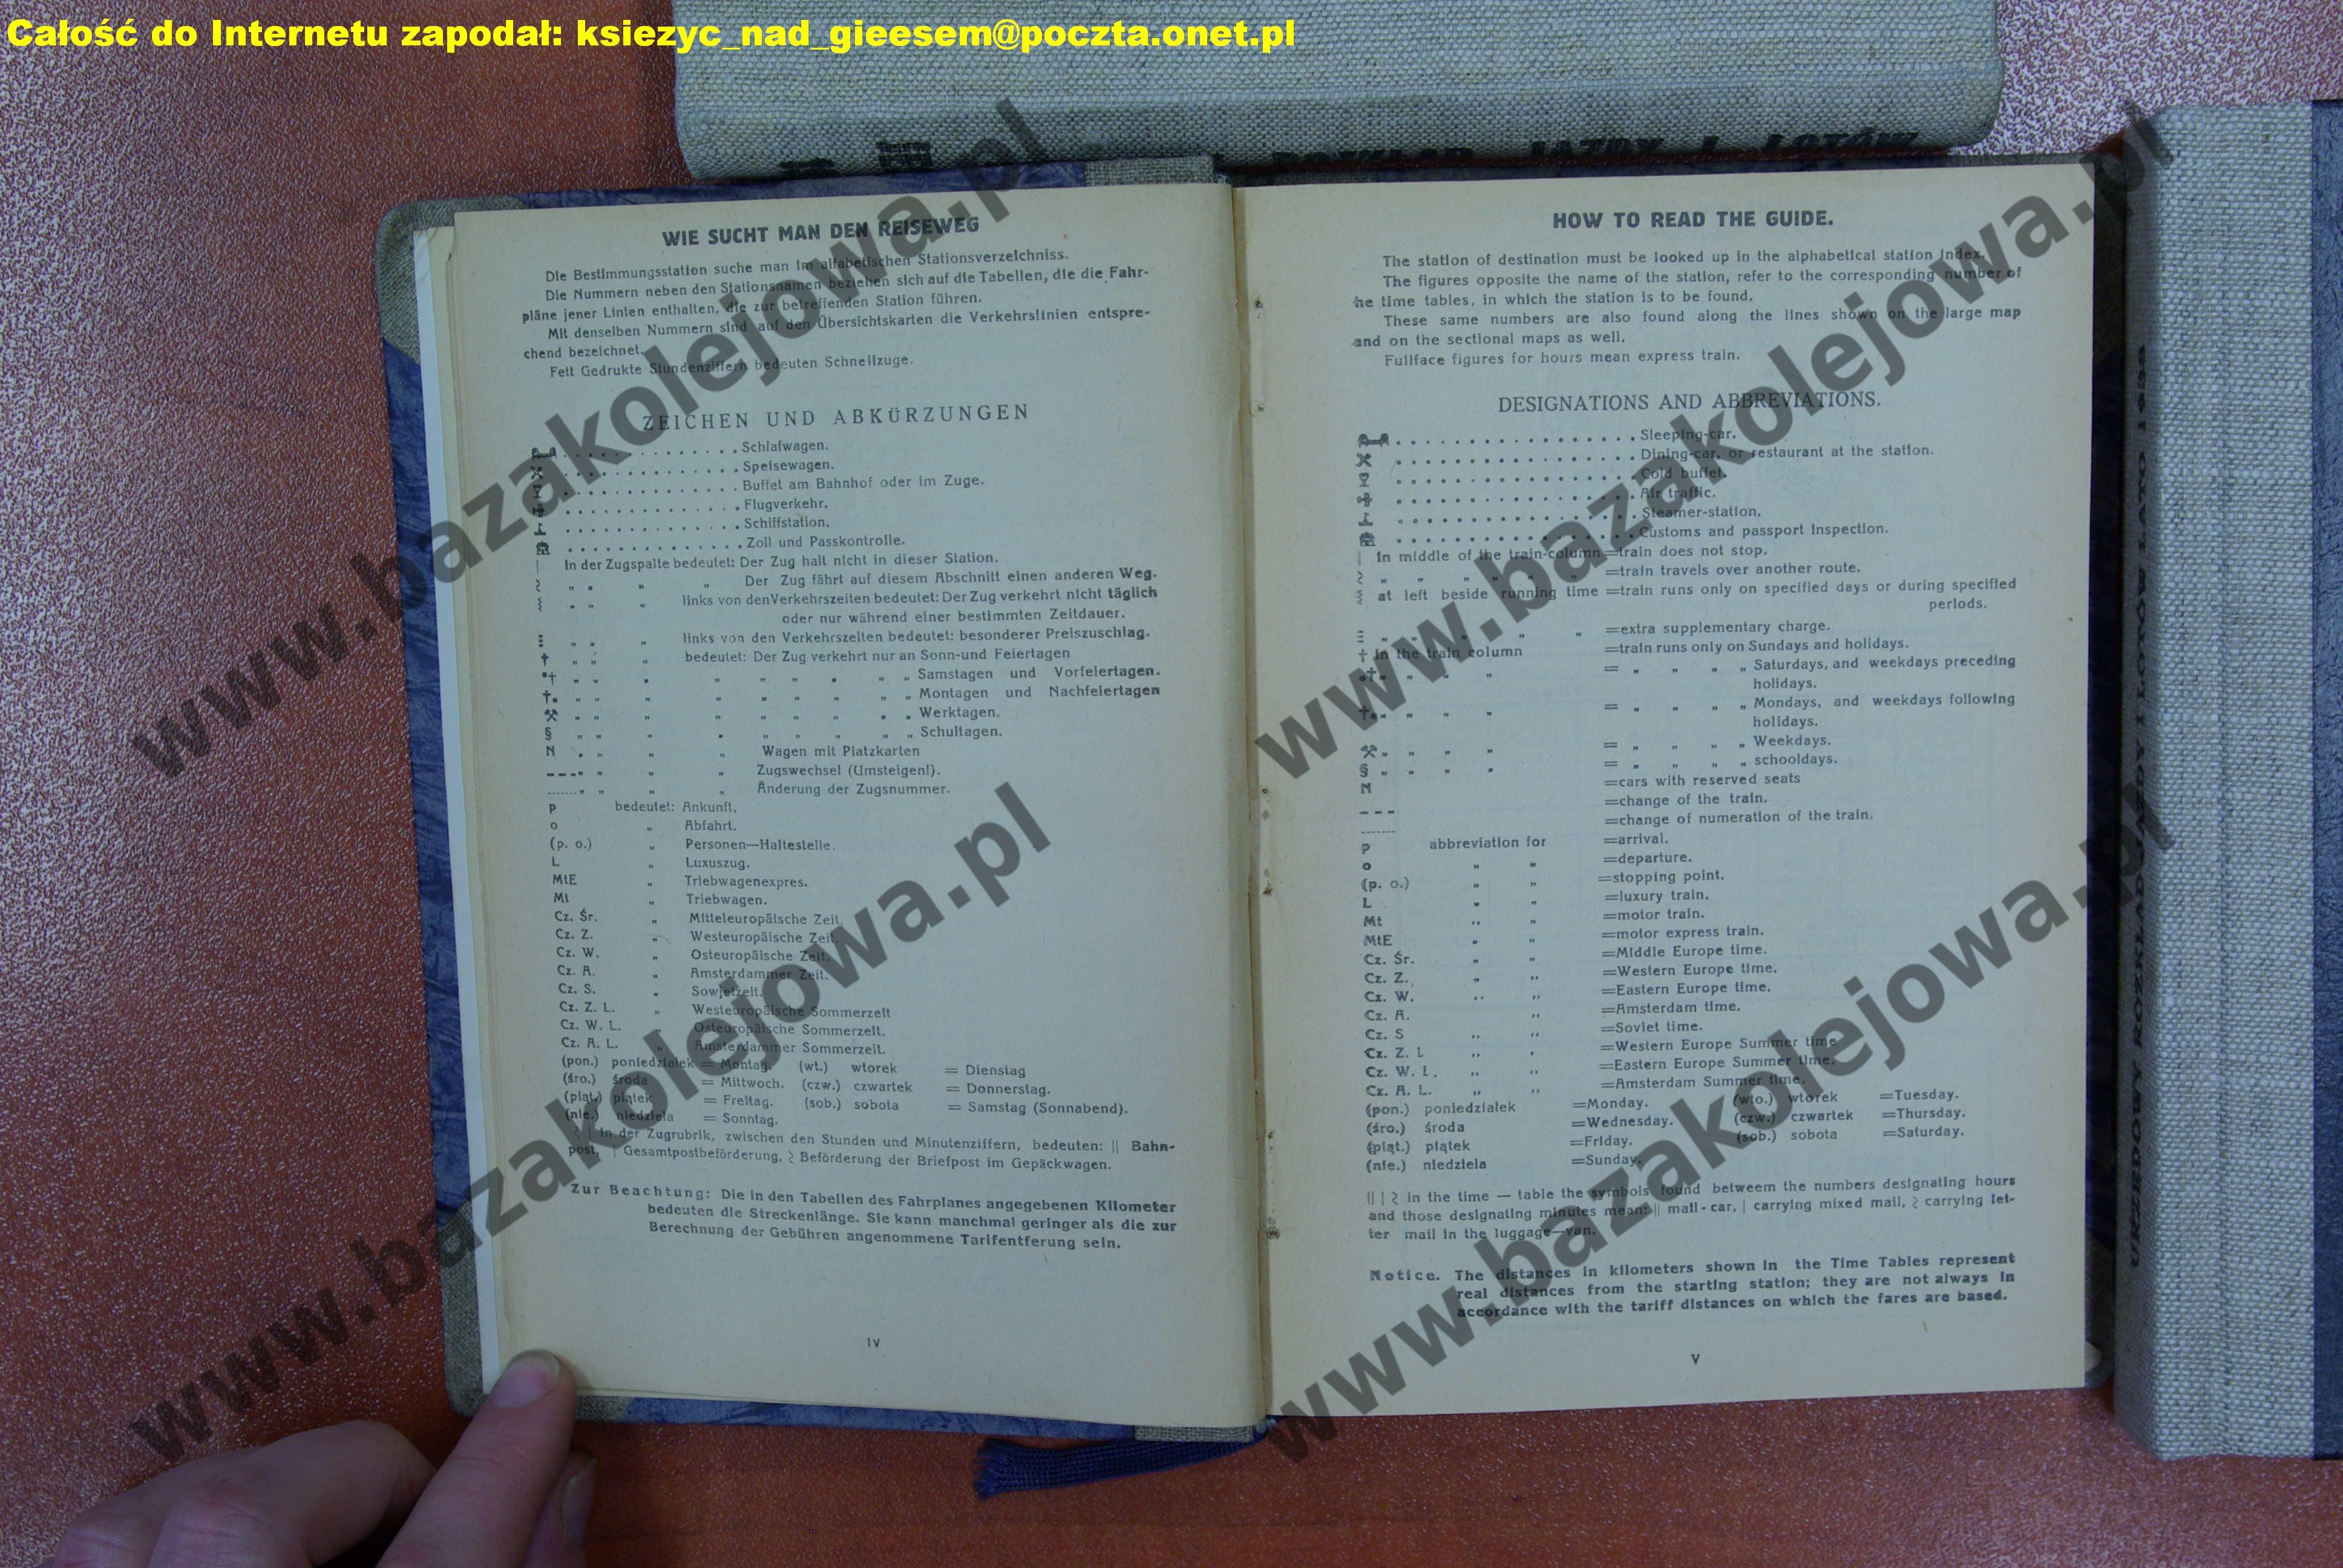 Całość do Internetu zapodał: ksiezyc_nad_gieesem@poczta.onet.pl
ROZKŁAD JAZDY I LOTÓW
WIE SUCHT MAN DEN REISEWEG
Die Bestimmungsstation suche man im alfabetischen Stationsverzeichniss.
Die Nummern neben den Stationsnamen beziehen sich auf die Tabellen, die die Fahr-
pläne jener Linien enthalten, die zur betreffenden Station führen.
Mit denselben Nummern sind auf den Übersichtskarten die Verkehrslinien entspre-
chend bezeichnet.
Fett Gedrukte Stundenziffern bedeuten Schnellzuge.
ZEICHEN UND ABKÜRZUNGEN
. . . . . . . . . . . . . . Schlafwagen.
. . . . . . . . . . . . . . Speisewagen.
. . . . . . . . . . . . . . Buffet am Bahnhof oder im Zuge.
. . . . . . . . . . . . . . Flugverkehr.
. . . . . . . . . . . . . . Schiffstation.
. . . . . . . . . . . . . . Zoll und Passkontrolle.
| In der Zugspalte bedeutet: Der Zug halt nicht in dieser Station.
„ „ „ „ Der Zug fährt auf diesem Abschnitt einen anderen Weg.
„ „ „ links von den Verkehrszeiten bedeutet: Der Zug verkehrt nicht täglich
oder nur während einer bestimmten Zeitdauer.
„ „ „ links von den Verkehrszeiten bedeutet: besonderer Preiszuschlag.
† „ „ „ bedeutet: Der Zug verkehrt nur an Sonn-und Feiertagen
•† „ „ „ „ „ „ „ „ „ Samstagen und Vorfeiertagen.
†• „ „ „ „ „ „ „ „ „ Montagen und Nachfeiertagen
⚒ „ „ „ „ „ „ „ „ „ Werktagen.
§ „ „ „ „ „ „ „ „ „ Schultagen.
N „ „ „ „ Wagen mit Platzkarten
--- „ „ „ „ Zugswechsel (Umsteigen!).
....... „ „ „ „ Änderung der Zugsnummer.
p bedeutet: Ankunft.
o „ Abfahrt.
(p. o.) „ Personen—Haltestelle.
L „ Luxuszug.
MtE „ Triebwagenexpres.
Mt „ Triebwagen.
Cz. Śr. „ Mitteleuropäische Zeit.
Cz. Z. „ Westeuropäische Zeit.
Cz. W. „ Osteuropäische Zeit.
Cz. A. „ Amsterdammer Zeit.
Cz. S. „ Sowjetzeit.
Cz. Z. L. „ Westeuropäische Sommerzeit
Cz. W. L. „ Osteuropäische Sommerzeit.
Cz. A. L. „ Amsterdammer Sommerzeit.
(pon.) poniedziałek = Montag. (wt.) wtorek = Dienstag
(śro.) środa = Mittwoch. (czw.) czwartek = Donnerstag.
(piąt.) piątek = Freitag. (sob.) sobota = Samstag (Sonnabend).
(nie.) niedziela = Sonntag.
in der Zugrubrik, zwischen den Stunden und Minutenziffern, bedeuten: || Bahn-
post, | Gesamtpostbeförderung, Beförderung der Briefpost im Gepäckwagen.
Zur Beachtung: Die in den Tabellen des Fahrplanes angegebenen Kilometer
bedeuten die Streckenlänge. Sie kann manchmal geringer als die zur
Berechnung der Gebühren angenommene Tarifentferung sein.
IV
HOW TO READ THE GUIDE.
The station of destination must be looked up in the alphabetical station index.
The figures opposite the name of the station, refer to the corresponding number of
he time tables, in which the station is to be found.
These same numbers are also found along the lines shown on the large map
and on the sectional maps as well.
Fullface figures for hours mean express train.
DESIGNATIONS AND ABBREVIATIONS.
. . . . . . . . . . . . . . . . Sleeping-car.
. . . . . . . . . . . . . . . . Dining-car, or restaurant at the station.
. . . . . . . . . . . . . . . . Cold buffet.
. . . . . . . . . . . . . . . . Air traffic.
. . . . . . . . . . . . . . . . Steamer-station.
. . . . . . . . . . . . . . . . Customs and passport inspection.
| In middle of the train-column =train does not stop.
„ „ „ „ „ „ =train travels over another route.
at left beside running time =train runs only on specified days or during specified
periods.
„ „ „ „ „ =extra supplementary charge.
† in the train column =train runs only on Sundays and holidays.
•† „ „ „ „ = „ „ „ „ Saturdays, and weekdays preceding
holidays.
†• „ „ „ „ = „ „ „ „ Mondays, and weekdays following
holidays.
⚒ „ „ „ „ = „ „ „ „ Weekdays.
§ „ „ „ „ = „ „ „ „ schooldays.
N =cars with reserved seats
--- =change of the train.
....... =change of numeration of the train.
p abbreviation for =arrival.
o „ „ =departure.
(p. o.) „ „ =stopping point.
L „ „ =luxury train.
Mt „ „ =motor train.
MtE „ „ =motor express train.
Cz. Śr. „ „ =Middle Europe time.
Cz. Z. „ „ =Western Europe time.
Cz. W. „ „ =Eastern Europe time.
Cz. A. „ =Amsterdam time.
Cz. S „ „ =Soviet time.
Cz. Z. L „ „ =Western Europe Summer time
Cz. W. L. „ „ =Eastern Europe Summer time.
Cz. A. L. „ „ =Amsterdam Summer time.
(pon.) poniedziałek =Monday. (wto.) wtorek =Tuesday.
(śro.) środa =Wednesday. (czw.) czwartek =Thursday.
(piąt.) piątek =Friday. (sob.) sobota =Saturday.
(nie.) niedziela =Sunday.
|| | in the time — table the symbols found betweem the numbers designating hours
and those designating minutes mean: || mail - car, | carrying mixed mail, carrying let-
ter mail in the luggage—van.
Notice. The distances in kilometers shown in the Time Tables represent
real distances from the starting station; they are not always in
accordance with the tariff distances on which the fares are based.
V
URZĘDOWY ROZKŁAD JAZDY I LOTÓW LATO
www.bazakolejowa.pl
www.bazakolejowa.pl
www.bazakolejowa.pl
www.bazakolejowa.pl